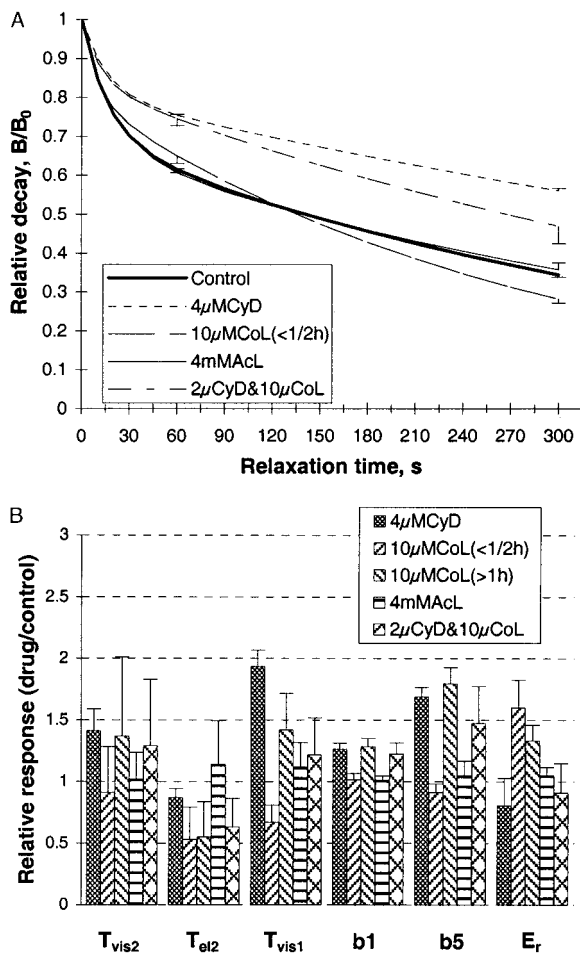 A
Relative decay, B/B₀
1
0.9
0.8
0.7
0.6
0.5
0.4
0.3
0.2
0.1
0
Control
4µMCyD
10µMCoL(<1/2h)
4mMAcL
2µCyD&10µCoL
0 30 60 90 120 150 180 210 240 270 300
Relaxation time, s
B
Relative response (drug/control)
3
2.5
2
1.5
1
0.5
0
4µMCyD
10µMCoL(<1/2h)
10µMCoL(>1h)
4mMAcL
2µCyD&10µCoL
Tvis2 Tel2 Tvis1 b1 b5 Er